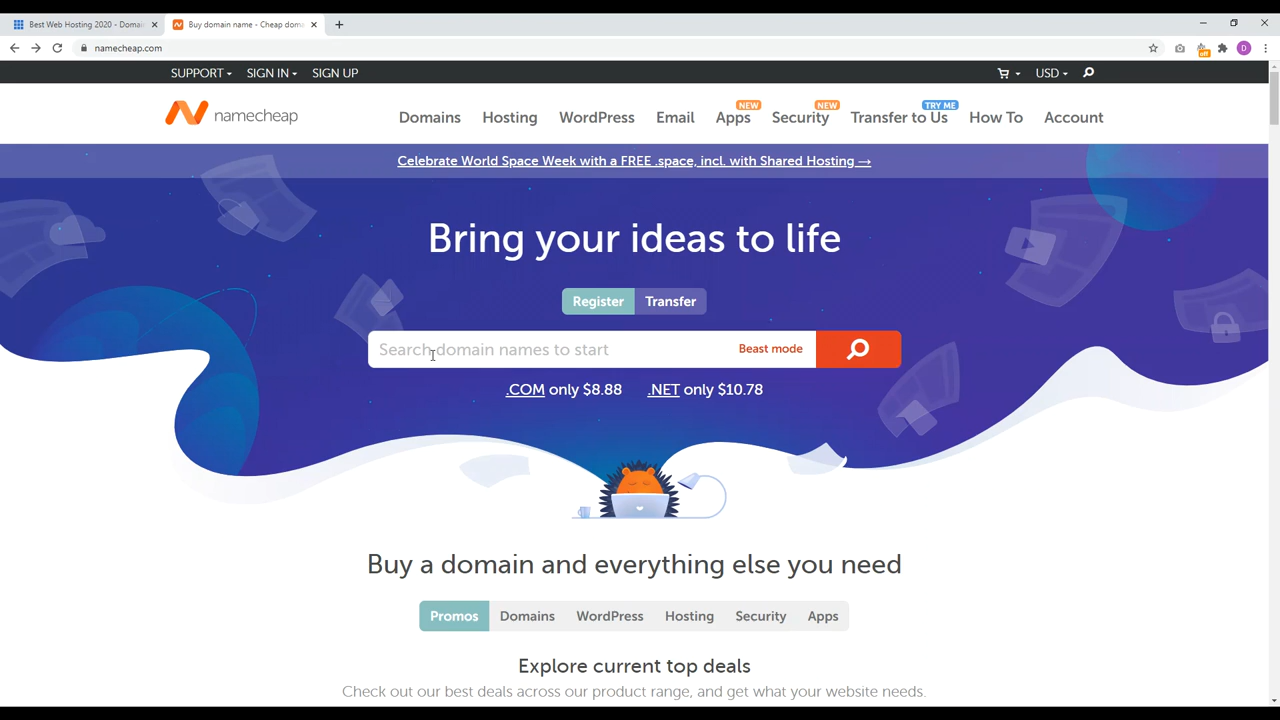 Best Web Hosting 2020 - Domai
Buy domain name - Cheap dom
namecheap.com
off
D
SUPPORT
SIGN IN
SIGN UP
USD
namecheap
Domains
Hosting
WordPress
Email
NEW
Apps
NEW
Security
TRY ME
Transfer to Us
How To
Account
Celebrate World Space Week with a FREE .space, incl. with Shared Hosting →
Bring your ideas to life
Register
Transfer
Search domain names to start
Beast mode
.COM only $8.88
.NET only $10.78
Buy a domain and everything else you need
Promos
Domains
WordPress
Hosting
Security
Apps
Explore current top deals
Check out our best deals across our product range, and get what your website needs.